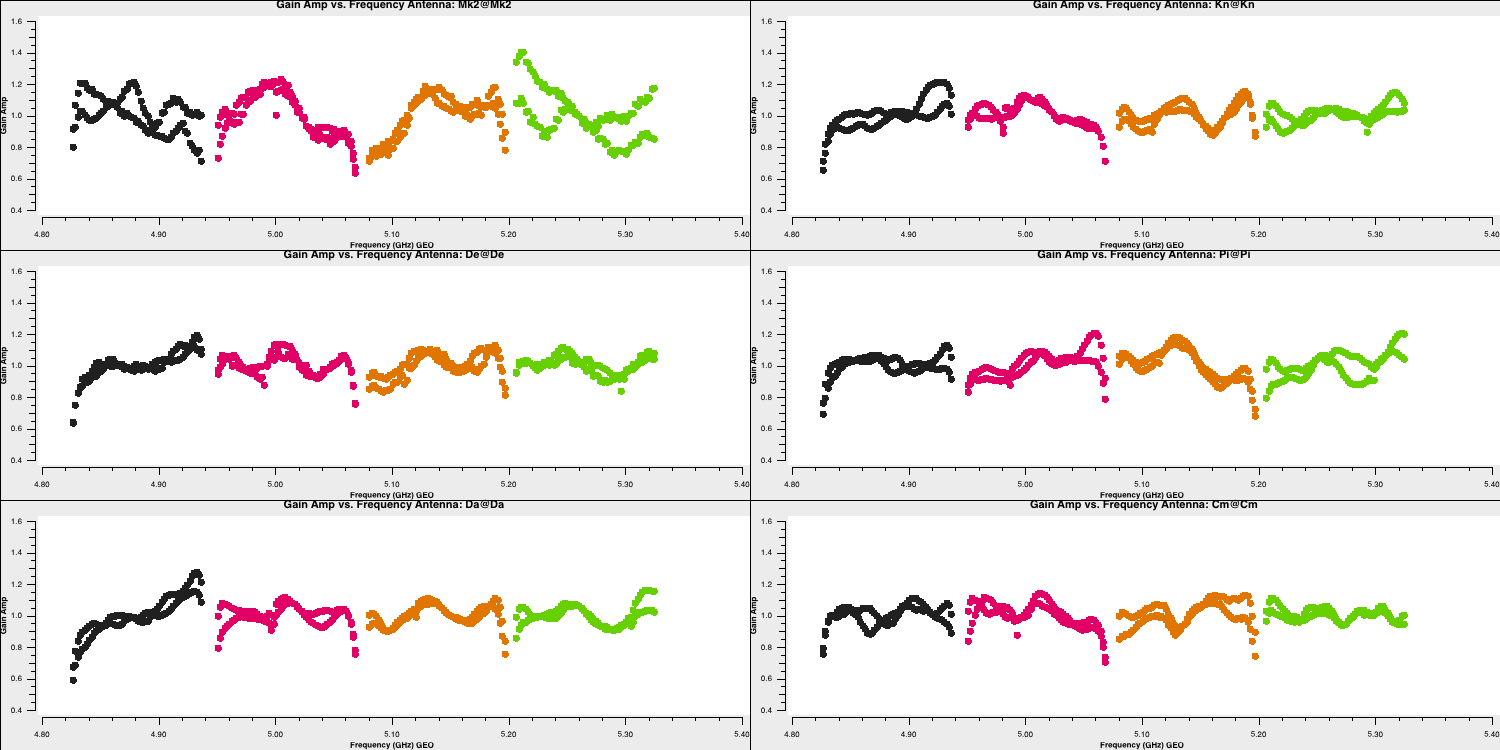 Gain Amp vs. Frequency Antenna: Mk2@Mk2
1.6
1.4
1.2
1.0
0.8
0.6
0.4
Gain Amp
4.80 4.90 5.00 5.10 5.20 5.30 5.40
Frequency (GHz) GEO
Gain Amp vs. Frequency Antenna: Kn@Kn
1.6
1.4
1.2
1.0
0.8
0.6
0.4
Gain Amp
4.80 4.90 5.00 5.10 5.20 5.30 5.40
Frequency (GHz) GEO
Gain Amp vs. Frequency Antenna: De@De
1.6
1.4
1.2
1.0
0.8
0.6
0.4
Gain Amp
4.80 4.90 5.00 5.10 5.20 5.30 5.40
Frequency (GHz) GEO
Gain Amp vs. Frequency Antenna: Pi@Pi
1.6
1.4
1.2
1.0
0.8
0.6
0.4
Gain Amp
4.80 4.90 5.00 5.10 5.20 5.30 5.40
Frequency (GHz) GEO
Gain Amp vs. Frequency Antenna: Da@Da
1.6
1.4
1.2
1.0
0.8
0.6
0.4
Gain Amp
4.80 4.90 5.00 5.10 5.20 5.30 5.40
Frequency (GHz) GEO
Gain Amp vs. Frequency Antenna: Cm@Cm
1.6
1.4
1.2
1.0
0.8
0.6
0.4
Gain Amp
4.80 4.90 5.00 5.10 5.20 5.30 5.40
Frequency (GHz) GEO